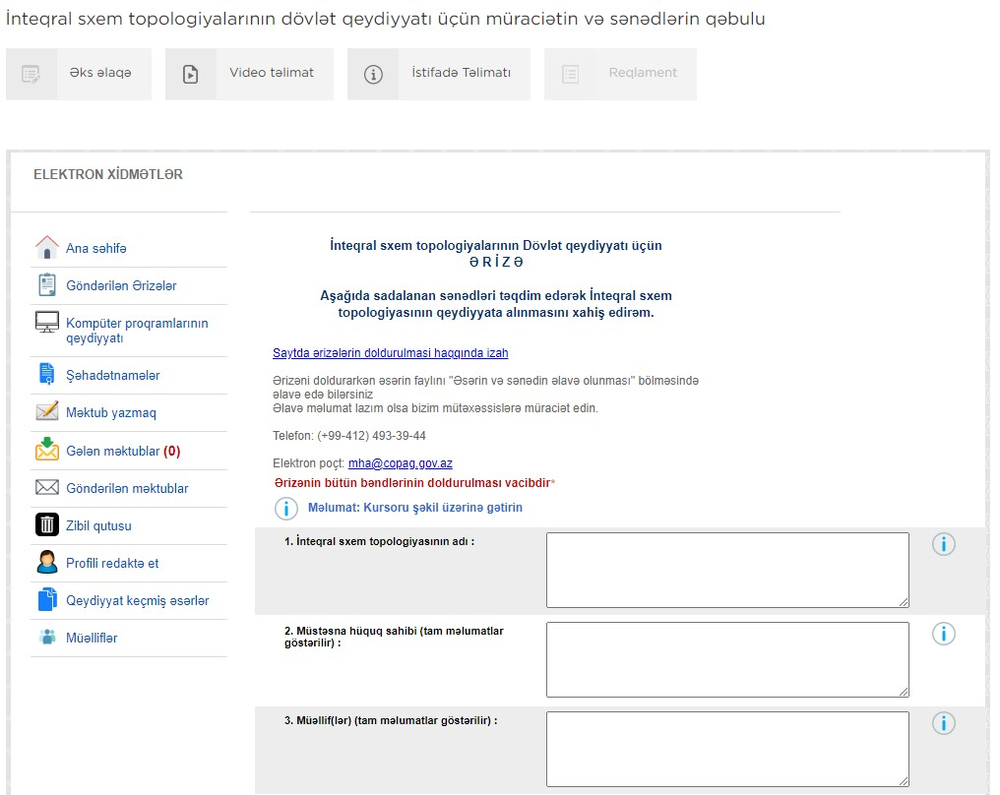 İnteqral sxem topologiyalarının dövlət qeydiyyatı üçün müraciətin və sənədlərin qəbulu
Əks əlaqə
Video təlimat
İstifadə Təlimatı
Reqlament
ELEKTRON XİDMƏTLƏR
Ana səhifə
Göndərilən Ərizələr
Kompüter proqramlarının
qeydiyyatı
Şəhadətnamələr
Məktub yazmaq
Gələn məktublar (0)
Göndərilən məktublar
Zibil qutusu
Profili redaktə et
Qeydiyyat keçmiş əsərlər
Müəlliflər
İnteqral sxem topologiyalarının Dövlət qeydiyyatı üçün
Ə R İ Z Ə
Aşağıda sadalanan sənədləri təqdim edərək İnteqral sxem
topologiyasının qeydiyyata alınmasını xahiş edirəm.
Saytda ərizələrin doldurulmasi haqqında izah
Ərizəni doldurarkən əsərin faylını "Əsərin və sənədin əlavə olunması" bölməsində
əlavə edə bilərsiniz
Əlavə məlumat lazım olsa bizim mütəxəssislərə müraciət edin.
Telefon: (+99-412) 493-39-44
Elektron poçt: mha@copag.gov.az
Ərizənin bütün bəndlərinin doldurulması vacibdir*
Məlumat: Kursoru şəkil üzərinə gətirin
1. İnteqral sxem topologiyasının adı :
2. Müstəsna hüquq sahibi (tam məlumatlar
göstərilir) :
3. Müəllif(lər) (tam məlumatlar göstərilir) :